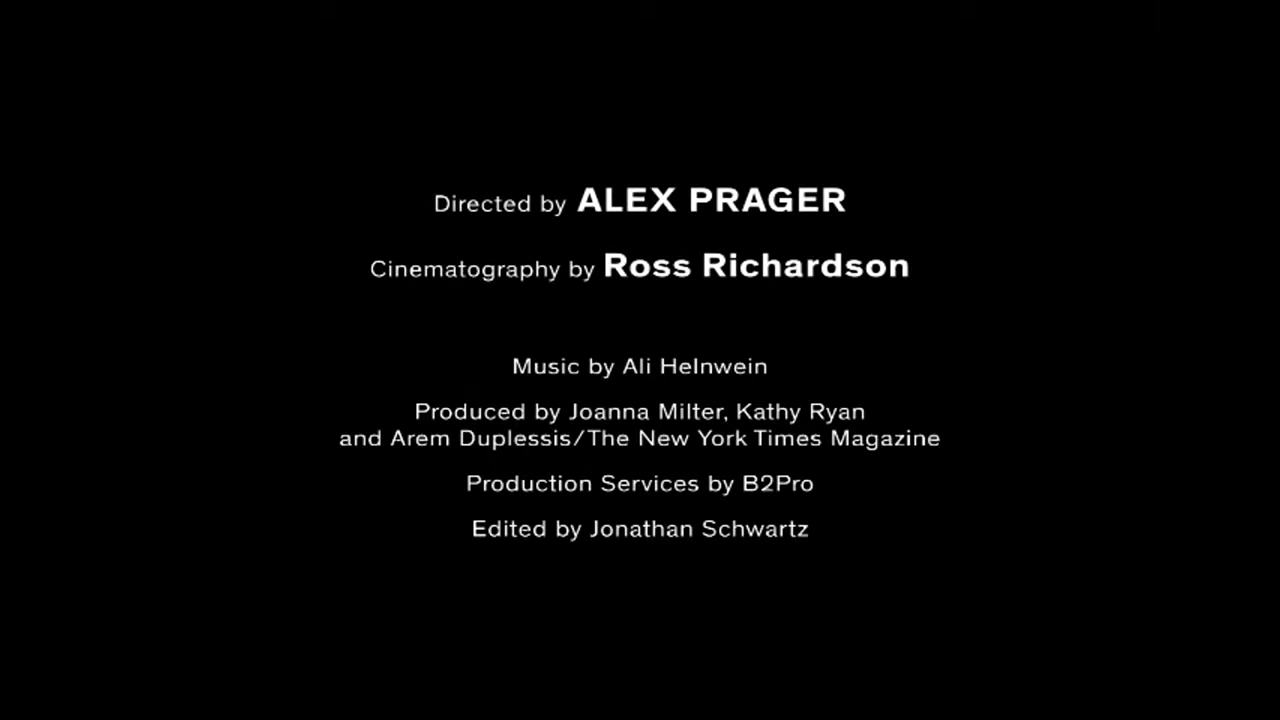 Directed by ALEX PRAGER
Cinematography by Ross Richardson
Music by Ali Helnwein
Produced by Joanna Milter, Kathy Ryan
and Arem Duplessis/The New York Times Magazine
Production Services by B2Pro
Edited by Jonathan Schwartz